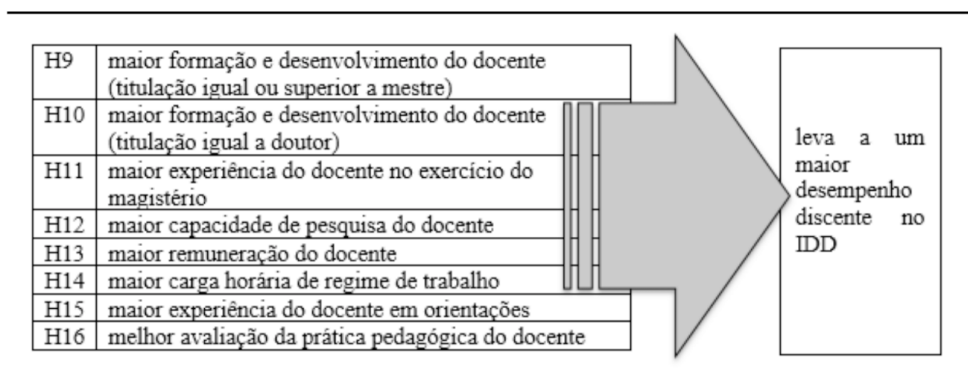 H9 maior formação e desenvolvimento do docente
(titulação igual ou superior a mestre)
H10 maior formação e desenvolvimento do docente
(titulação igual a doutor)
H11 maior experiência do docente no exercício do
magistério
H12 maior capacidade de pesquisa do docente
H13 maior remuneração do docente
H14 maior carga horária de regime de trabalho
H15 maior experiência do docente em orientações
H16 melhor avaliação da prática pedagógica do docente
leva a um
maior
desempenho
discente no
IDD